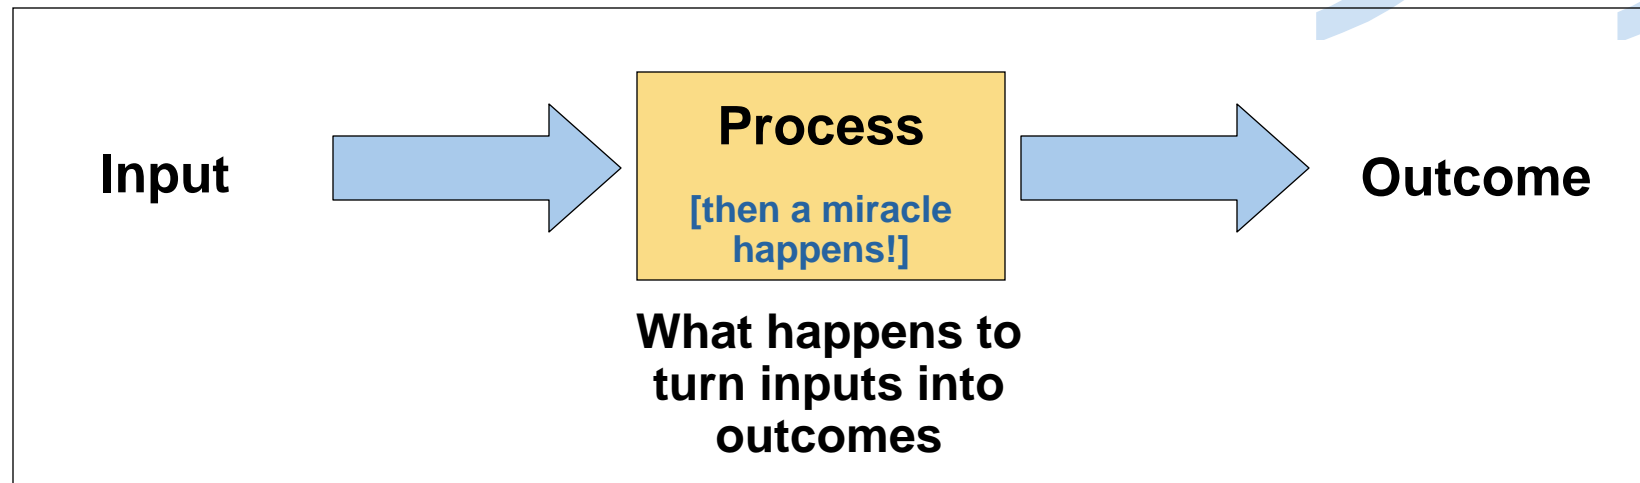 Input
Process
[then a miracle
happens!]
Outcome
What happens to
turn inputs into
outcomes